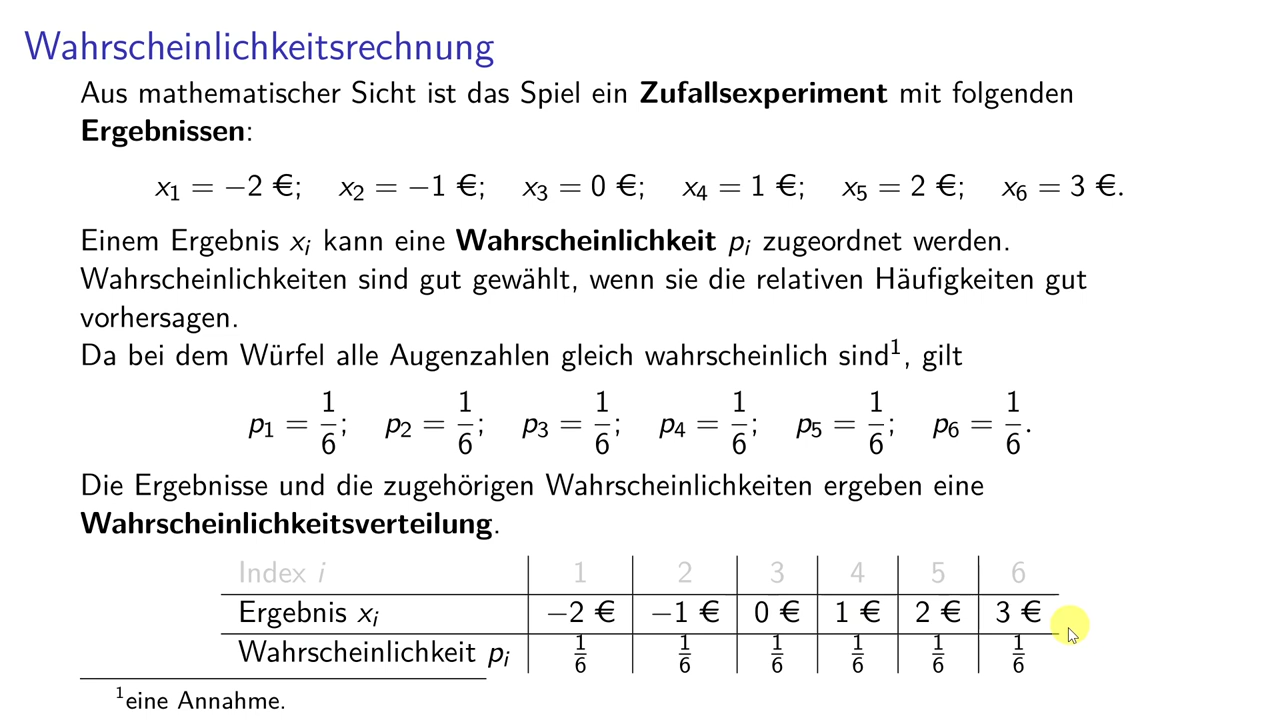 Wahrscheinlichkeitsrechnung
Aus mathematischer Sicht ist das Spiel ein Zufallsexperiment mit folgenden
Ergebnissen:
x₁ = −2 €; x₂ = −1 €; x₃ = 0 €; x₄ = 1 €; x₅ = 2 €; x₆ = 3 €.
Einem Ergebnis xᵢ kann eine Wahrscheinlichkeit pᵢ zugeordnet werden.
Wahrscheinlichkeiten sind gut gewählt, wenn sie die relativen Häufigkeiten gut
vorhersagen.
Da bei dem Würfel alle Augenzahlen gleich wahrscheinlich sind¹, gilt
p₁ = 1/6; p₂ = 1/6; p₃ = 1/6; p₄ = 1/6; p₅ = 1/6; p₆ = 1/6.
Die Ergebnisse und die zugehörigen Wahrscheinlichkeiten ergeben eine
Wahrscheinlichkeitsverteilung.
Index i 1 2 3 4 5 6
Ergebnis xᵢ −2 € −1 € 0 € 1 € 2 € 3 €
Wahrscheinlichkeit pᵢ 1/6 1/6 1/6 1/6 1/6 1/6
¹eine Annahme.